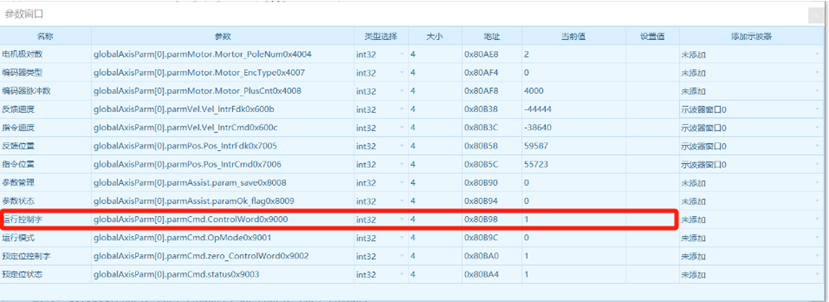 参数窗口
名称 参数 类型选择 大小 地址 当前值 设置值 添加示波器
电动机极对数 globalAxisParm[0].parmMotor.Mortor_PoleNum0x4004 int32 4 0x80AE8 2 未添加
编码器类型 globalAxisParm[0].parmMotor.Motor_EncType0x4007 int32 4 0x80AF4 0 未添加
编码器脉冲数 globalAxisParm[0].parmMotor.Motor_PlusCnt0x4008 int32 4 0x80AF8 4000 未添加
反馈速度 globalAxisParm[0].parmVel.Vel_IntrFdk0x600b int32 4 0x80B38 -44444 示波器窗口0
指令速度 globalAxisParm[0].parmVel.Vel_IntrCmd0x600c int32 4 0x80B3C -38640 示波器窗口0
反馈位置 globalAxisParm[0].parmPos.Pos_IntrFdk0x7005 int32 4 0x80B58 59587 示波器窗口0
指令位置 globalAxisParm[0].parmPos.Pos_IntrCmd0x7006 int32 4 0x80B5C 55723 示波器窗口0
参数管理 globalAxisParm[0].parmAssist.param_save0x8008 int32 4 0x80B90 0 未添加
参数状态 globalAxisParm[0].parmAssist.paramOk_flag0x8009 int32 4 0x80B94 0 未添加
运行控制字 globalAxisParm[0].parmCmd.ControlWord0x9000 int32 4 0x80B98 1 未添加
运行模式 globalAxisParm[0].parmCmd.OpMode0x9001 int32 4 0x80B9C 0 未添加
预定位控制字 globalAxisParm[0].parmCmd.zero_ControlWord0x9002 int32 4 0x80BA0 1 未添加
预定位状态 globalAxisParm[0].parmCmd.status0x9003 int32 4 0x80BA4 1 未添加